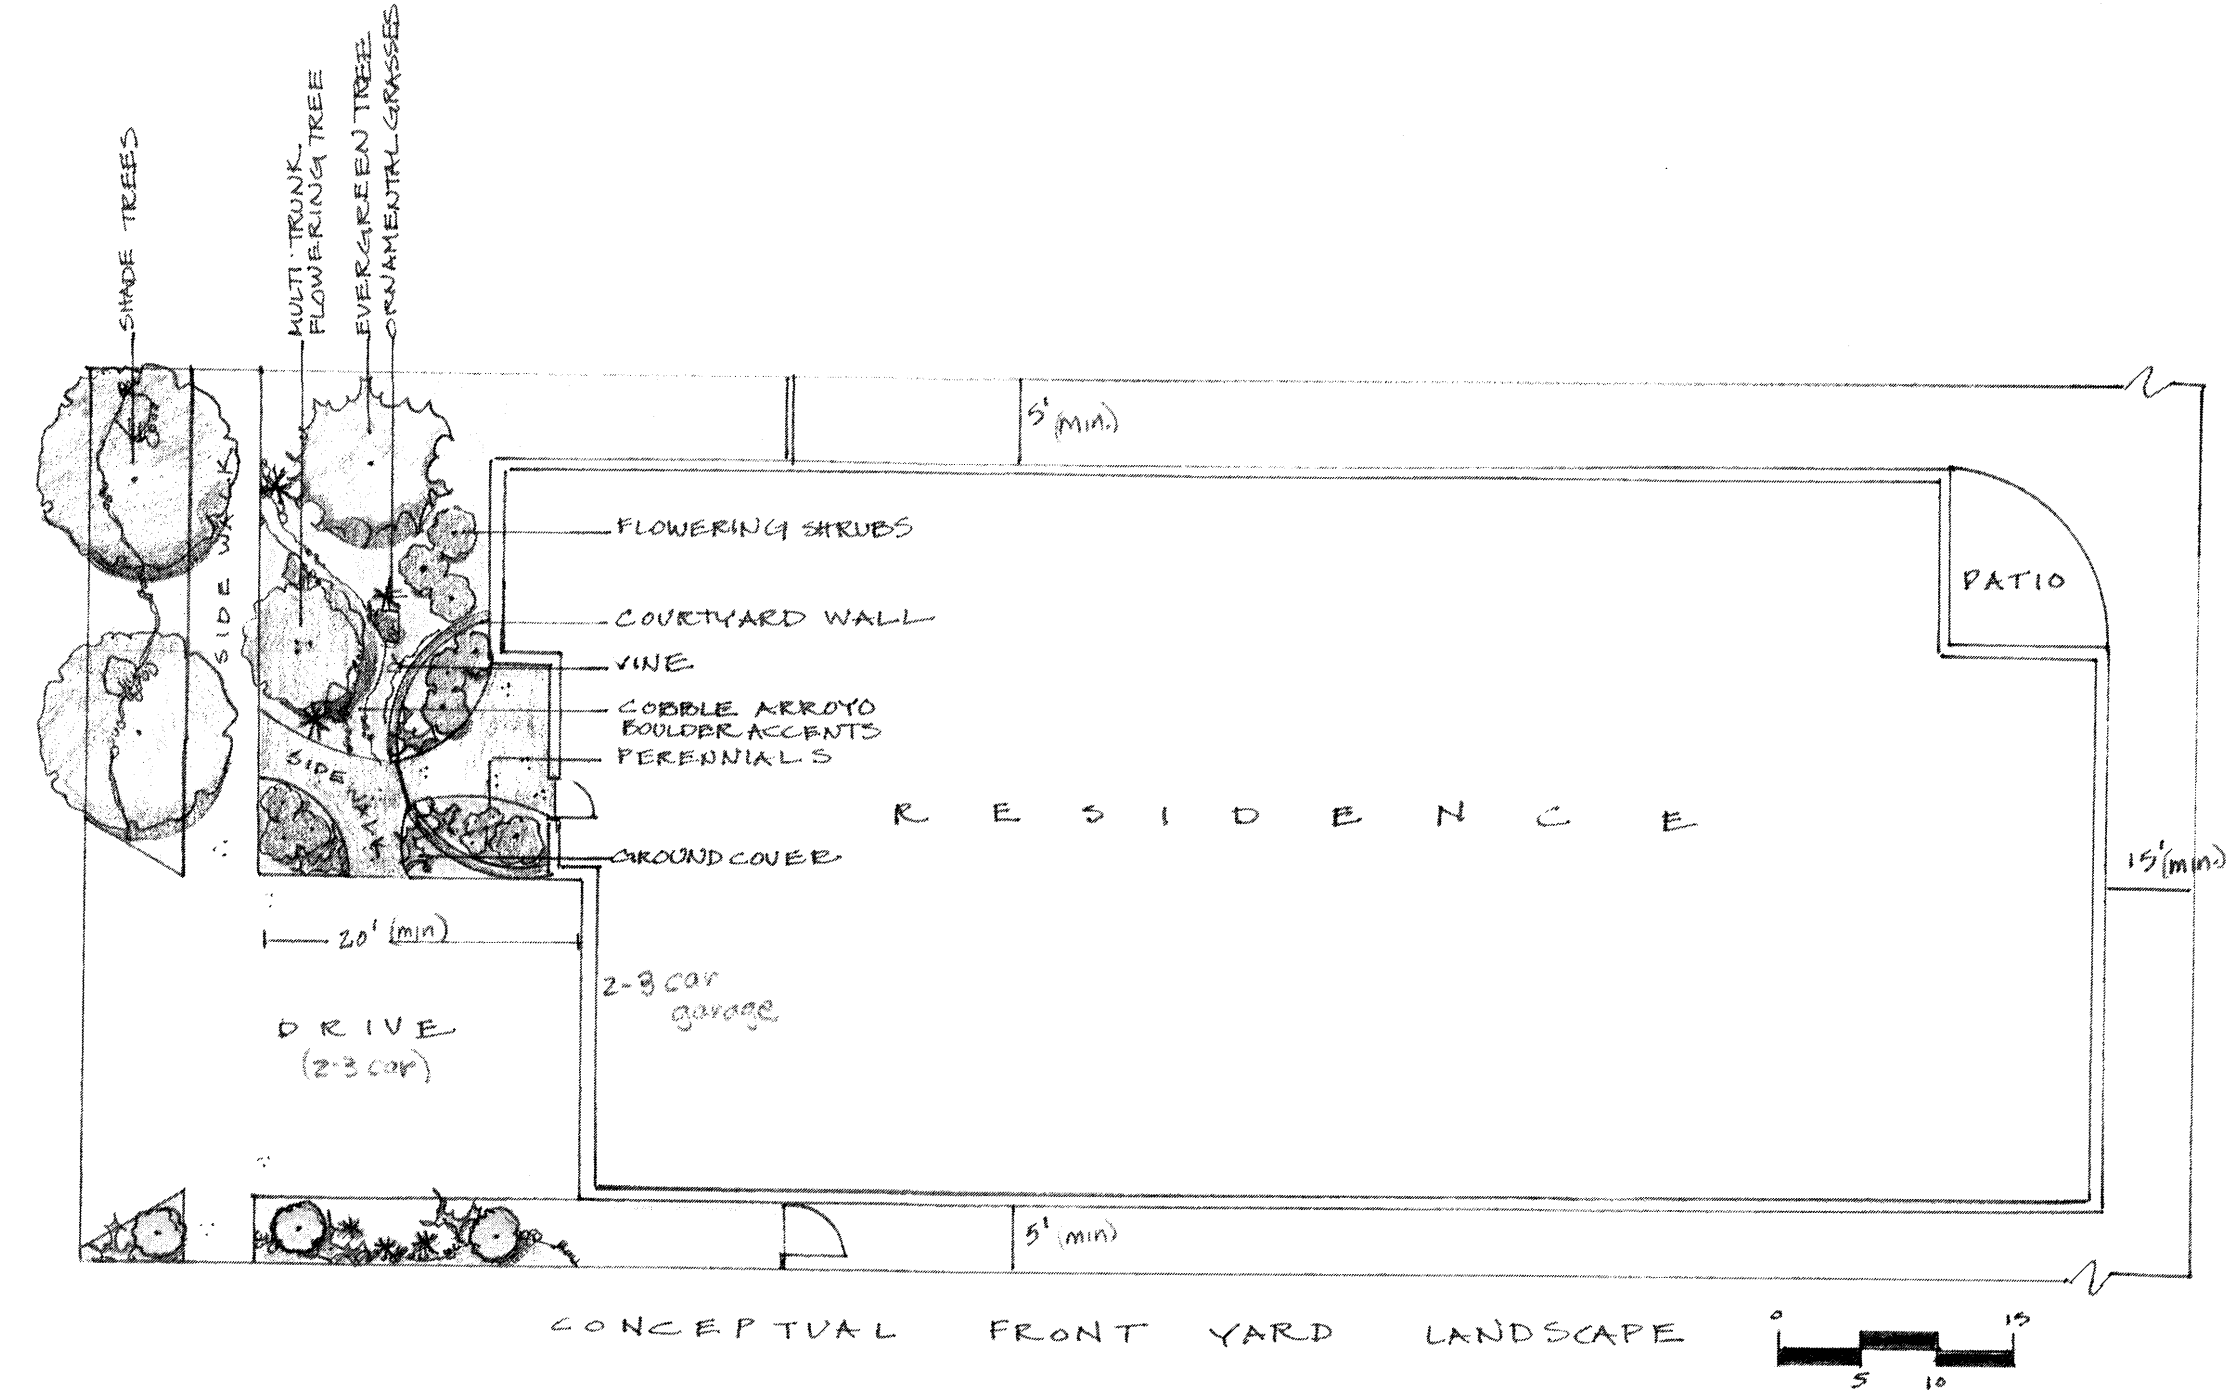 SHADE TREES
MULTI-TRUNK
FLOWERING TREE
EVERGREEN TREE
ORNAMENTAL GRASSES
5' (min.)
SIDEWALK
FLOWERING SHRUBS
COURTYARD WALL
VINE
COBBLE ARROYO
BOULDER ACCENTS
PERENNIALS
GROUNDCOVER
SIDEWALK
PATIO
RESIDENCE
15' (min.)
20' (min)
2-3 car
garage
DRIVE
(2-3 car)
5' (min)
CONCEPTUAL FRONT YARD LANDSCAPE
0 15
5 10